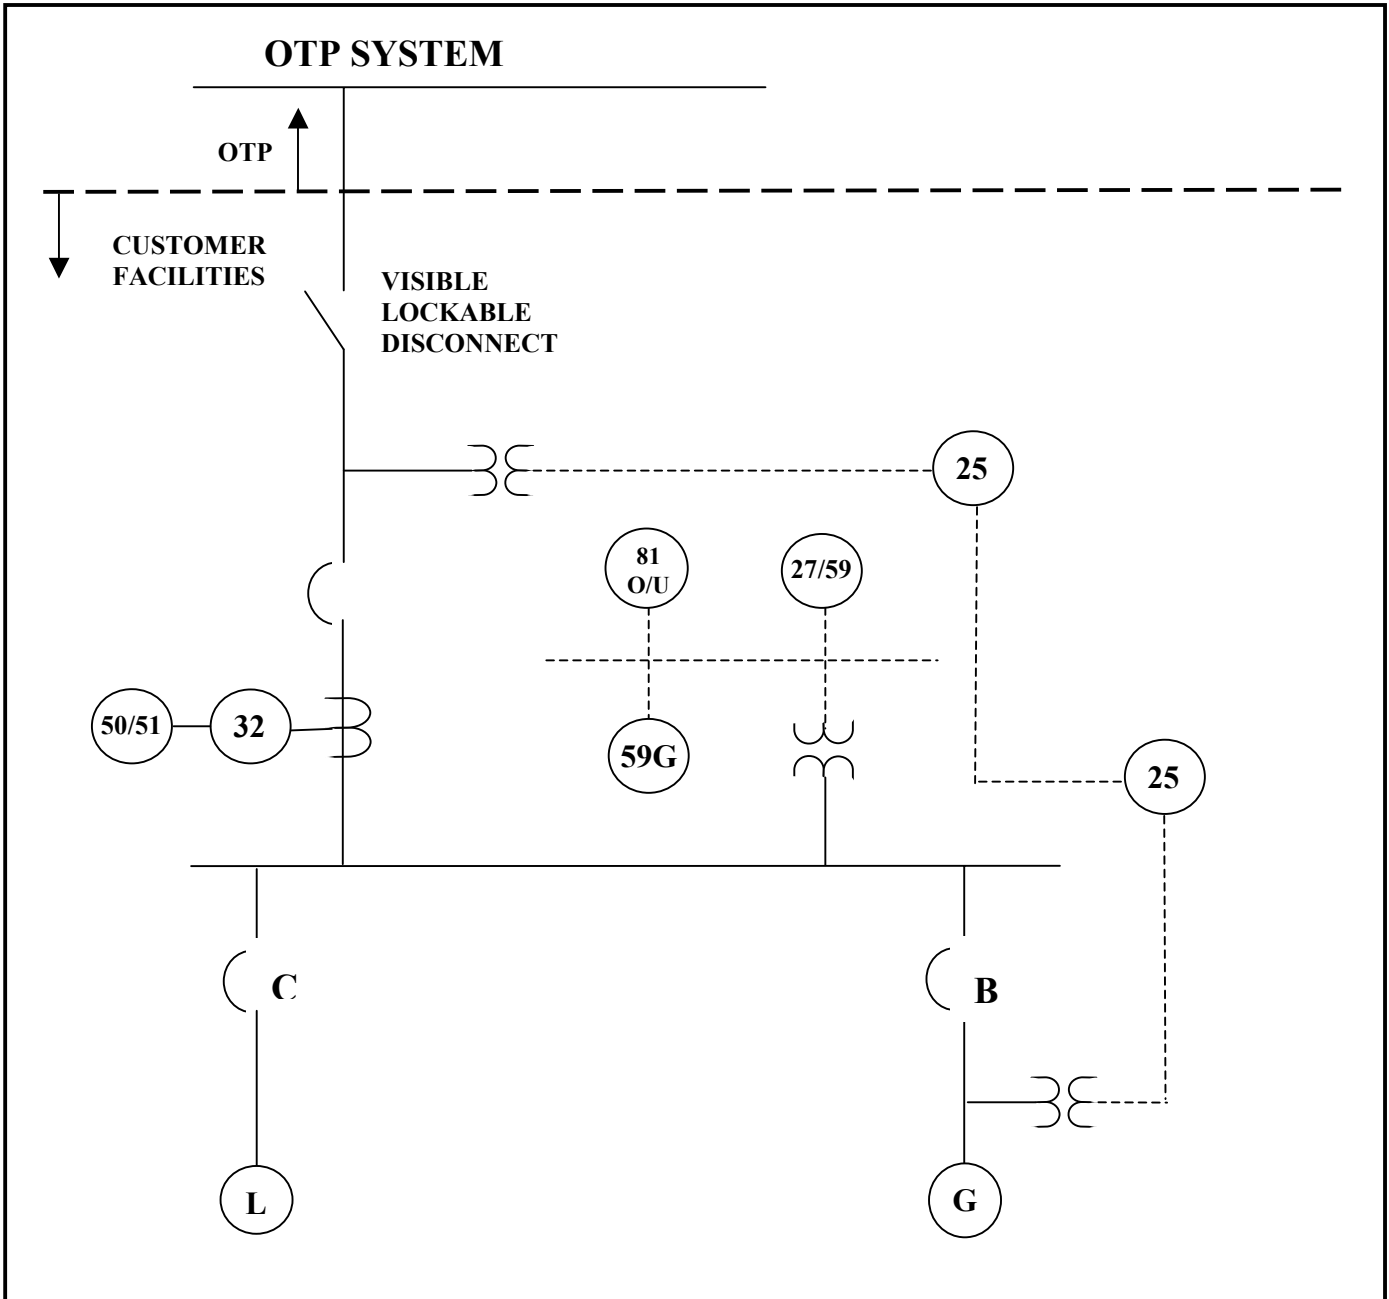 OTP SYSTEM
OTP
CUSTOMER
FACILITIES
VISIBLE
LOCKABLE
DISCONNECT
25
81
O/U
27/59
50/51
32
59G
25
C
B
L
G